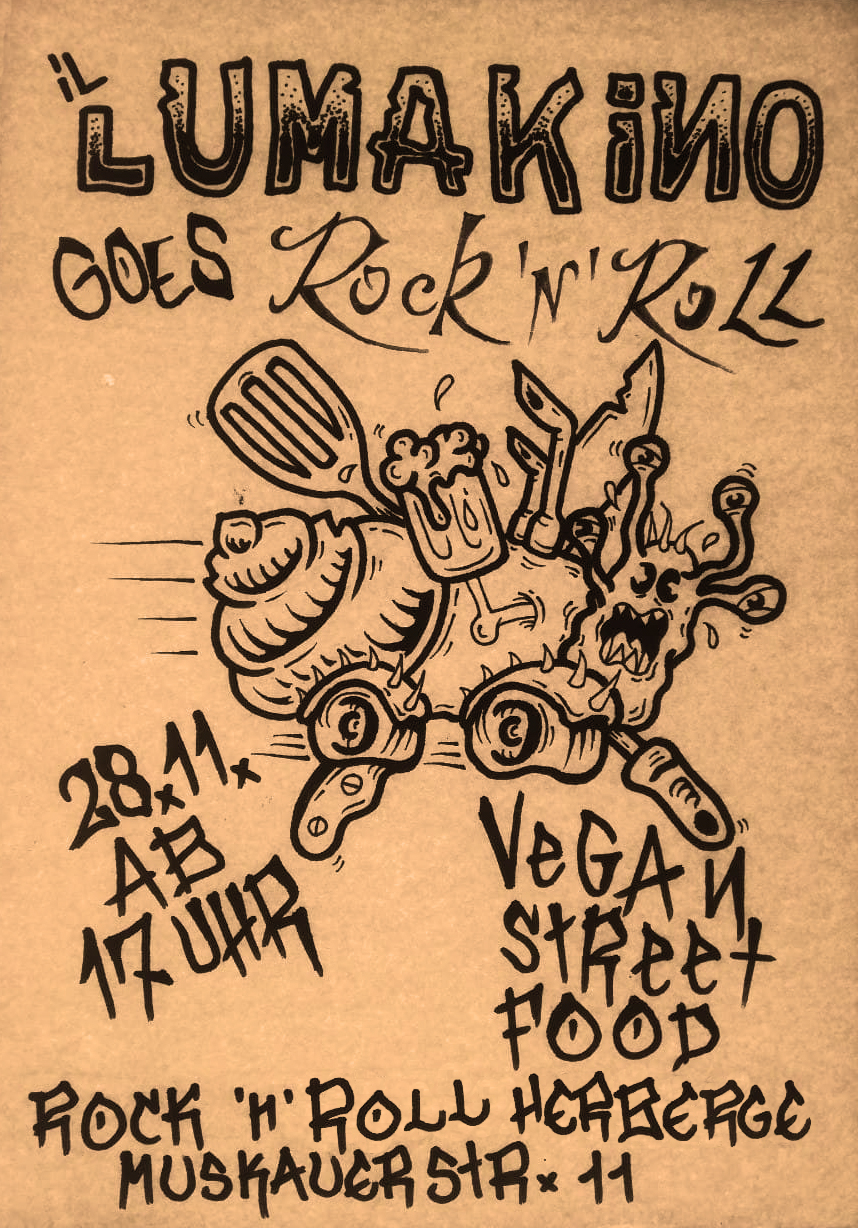 iL LUMAKiNO
GOES Rock 'N' RoLL
28.11.
AB
17 UHR
VeGAN
StReet
FOOD
ROCK 'N' ROLL HERBERGE
MUSKAUER StR. 11